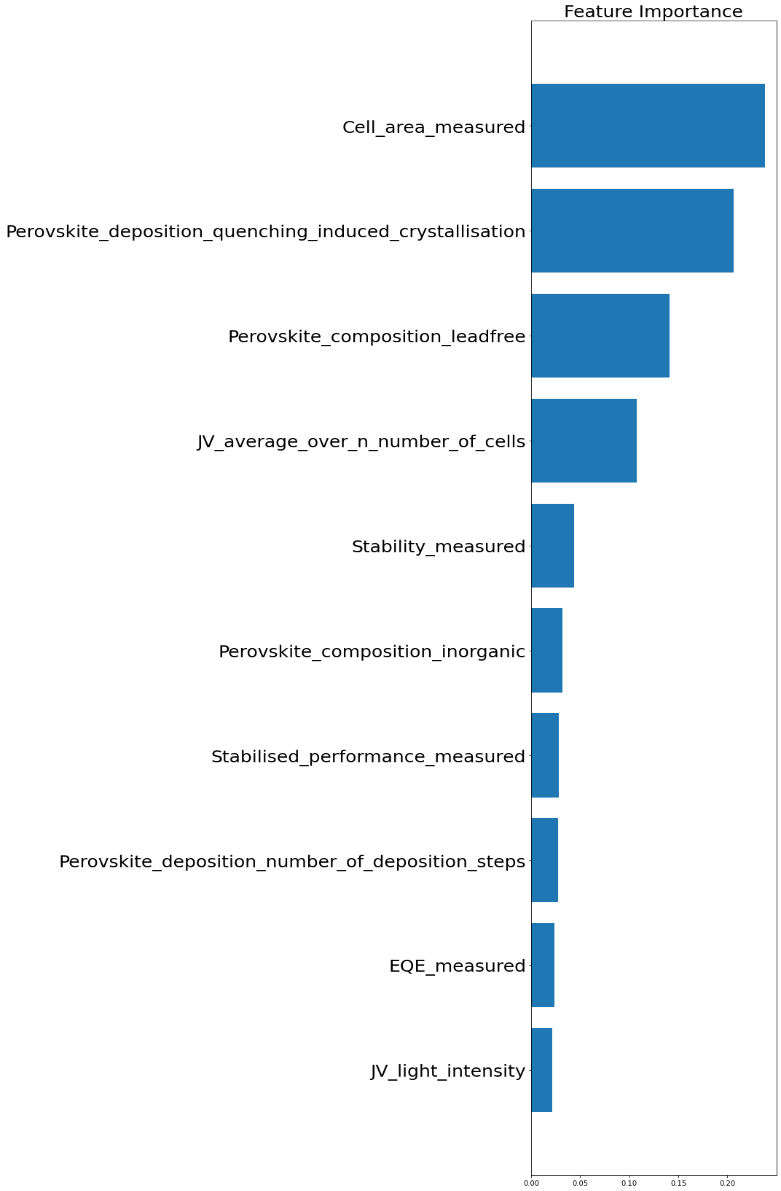 Feature Importance
Cell_area_measured
Perovskite_deposition_quenching_induced_crystallisation
Perovskite_composition_leadfree
JV_average_over_n_number_of_cells
Stability_measured
Perovskite_composition_inorganic
Stabilised_performance_measured
Perovskite_deposition_number_of_deposition_steps
EQE_measured
JV_light_intensity
0.00 0.05 0.10 0.15 0.20